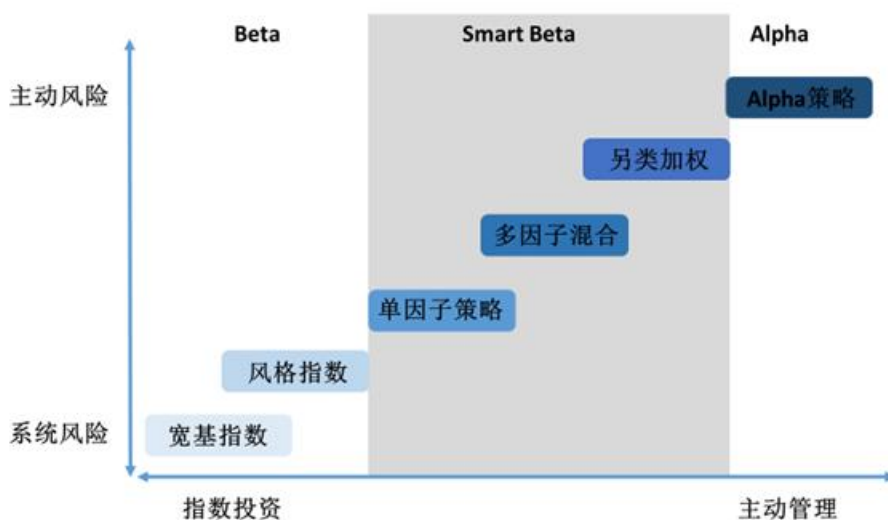 Beta
Smart Beta
Alpha
主动风险
Alpha策略
另类加权
多因子混合
单因子策略
风格指数
系统风险
宽基指数
指数投资
主动管理